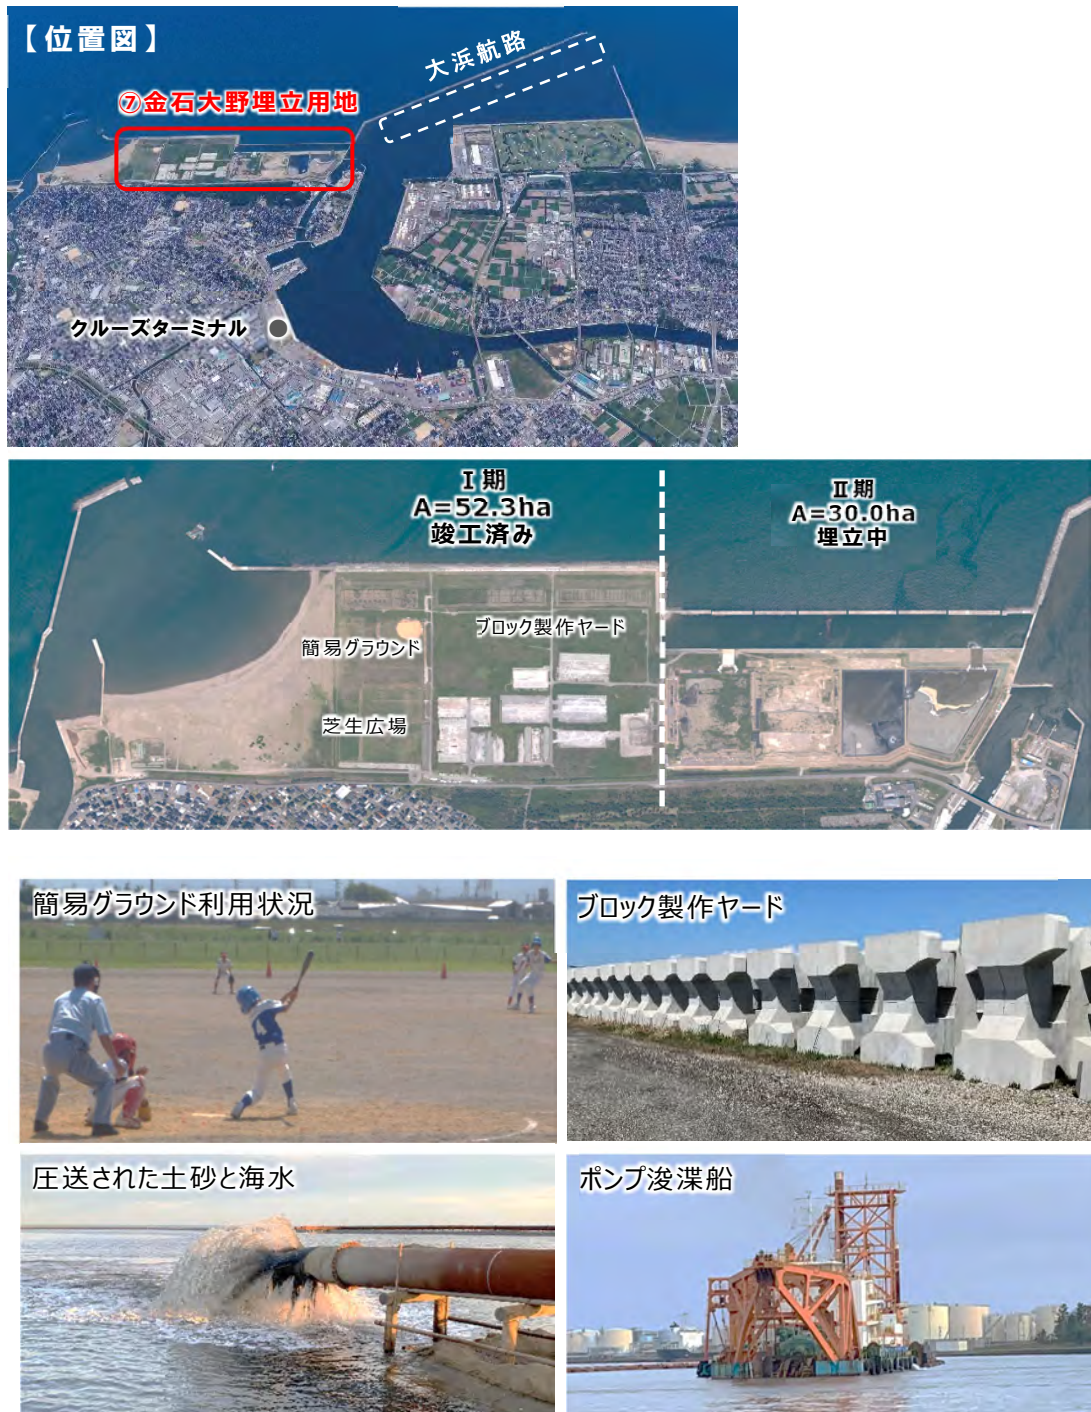 【位置図】
大浜航路
⑦金石大野埋立用地
クルーズターミナル
Ⅰ期
A=52.3ha
竣工済み
Ⅱ期
A=30.0ha
埋立中
簡易グラウンド
ブロック製作ヤード
芝生広場
簡易グラウンド利用状況
ブロック製作ヤード
圧送された土砂と海水
ポンプ浚渫船